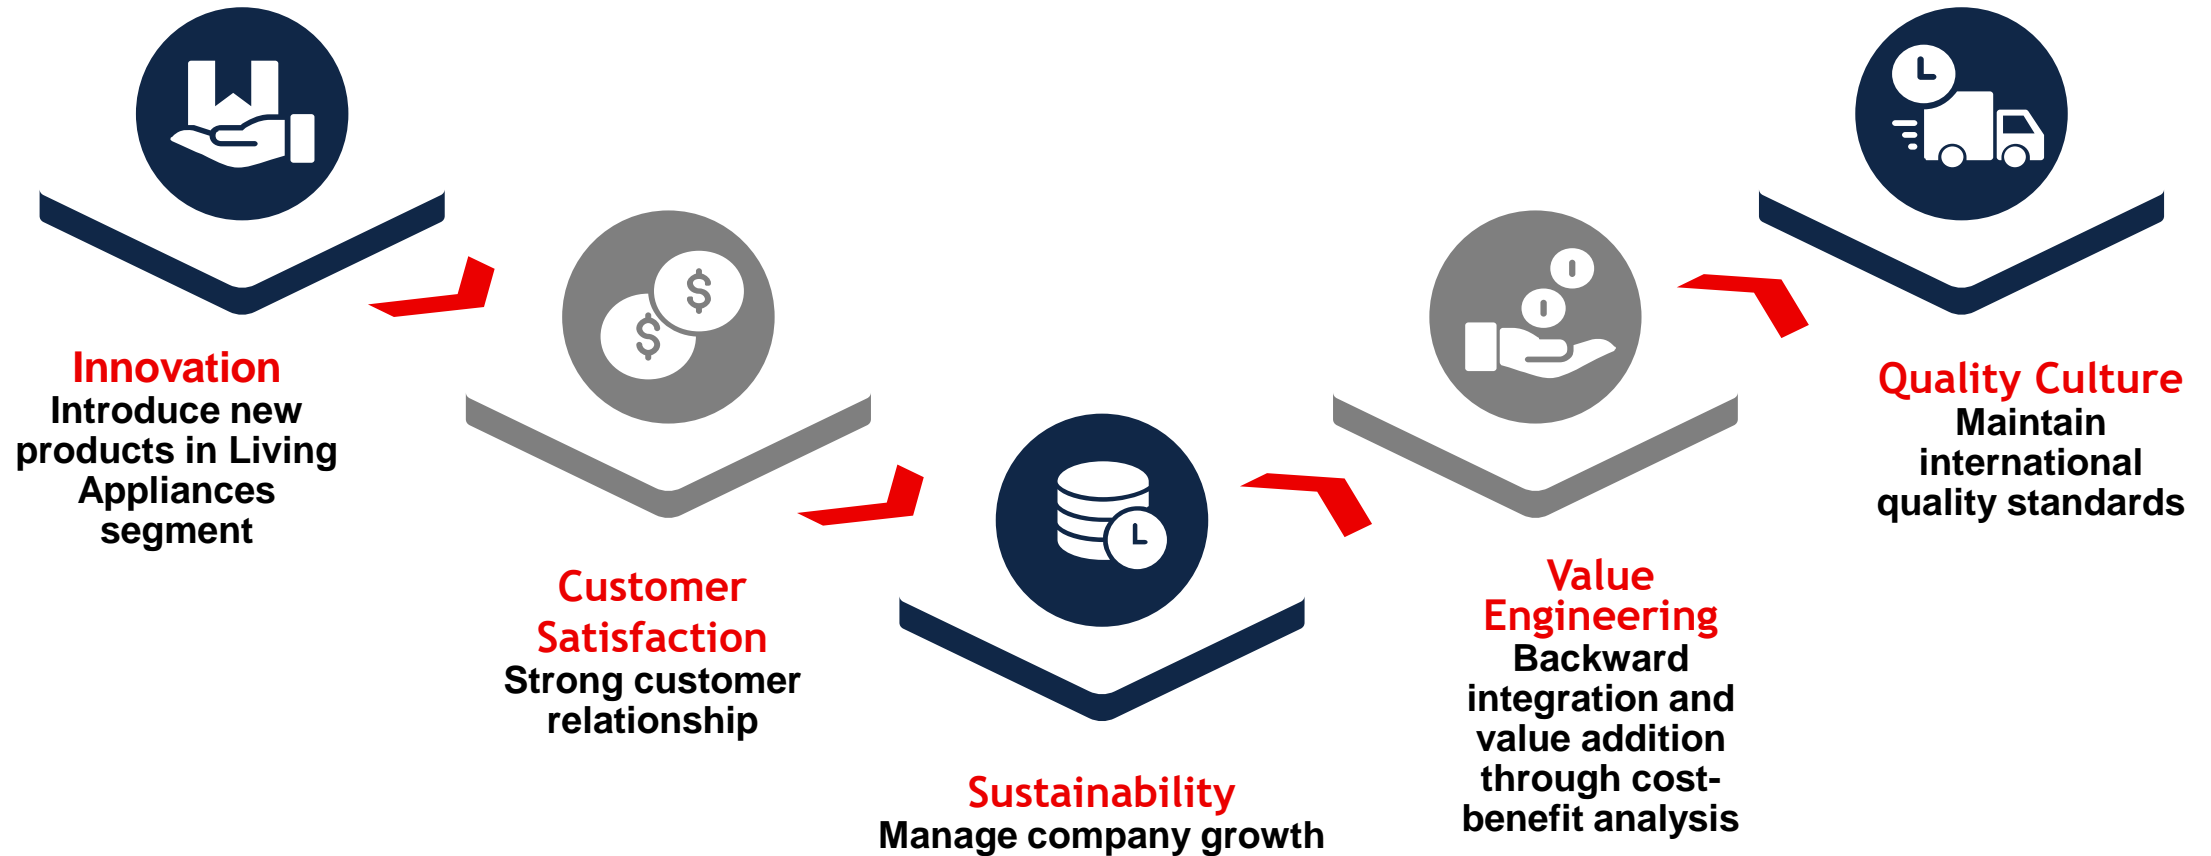 Innovation
Introduce new
products in Living
Appliances
segment
Customer
Satisfaction
Strong customer
relationship
Sustainability
Manage company growth
Value
Engineering
Backward
integration and
value addition
through cost-
benefit analysis
Quality Culture
Maintain
international
quality standards